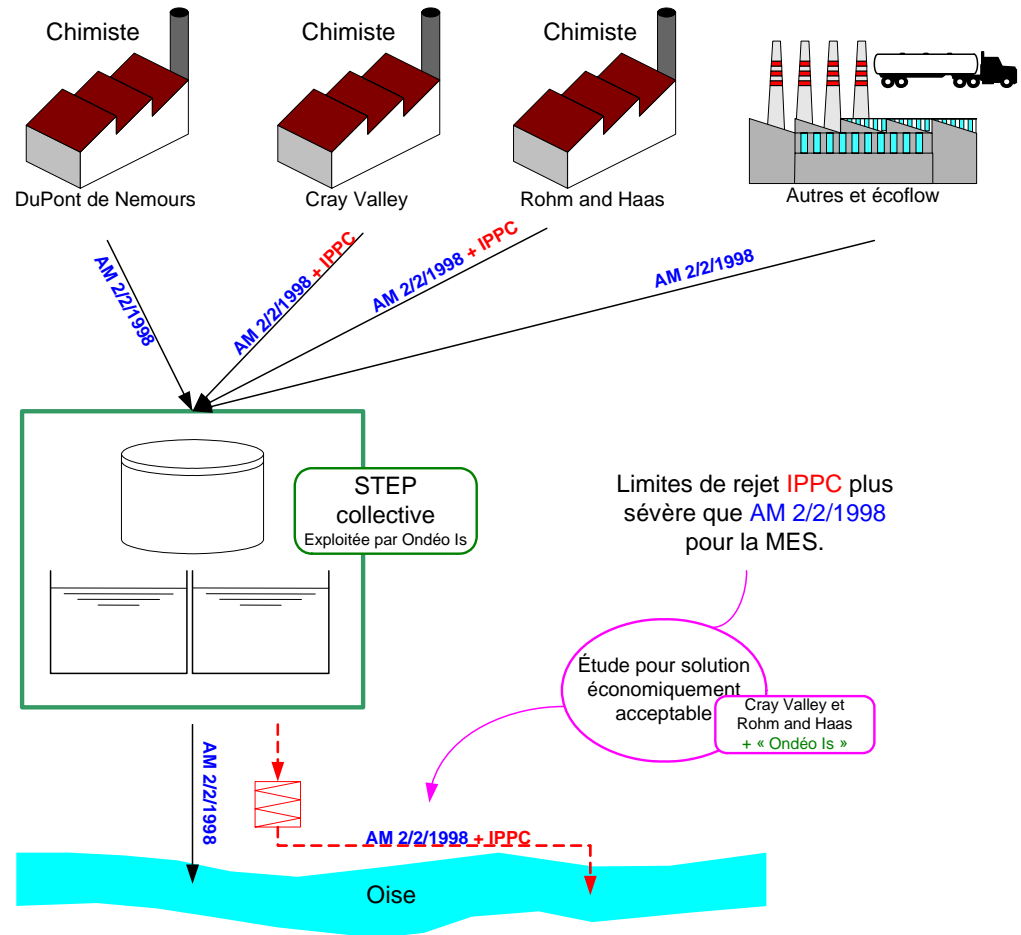 Chimiste
Chimiste
Chimiste
DuPont de Nemours
Cray Valley
Rohm and Haas
Autres et écoflow
AM 2/2/1998
AM 2/2/1998 + IPPC
AM 2/2/1998 + IPPC
AM 2/2/1998
STEP
collective
Exploitée par Ondéo Is
Limites de rejet IPPC plus
sévère que AM 2/2/1998
pour la MES.
Étude pour solution
économiquement
acceptable
Cray Valley et
Rohm and Haas
+ « Ondéo Is »
AM 2/2/1998
AM 2/2/1998 + IPPC
Oise